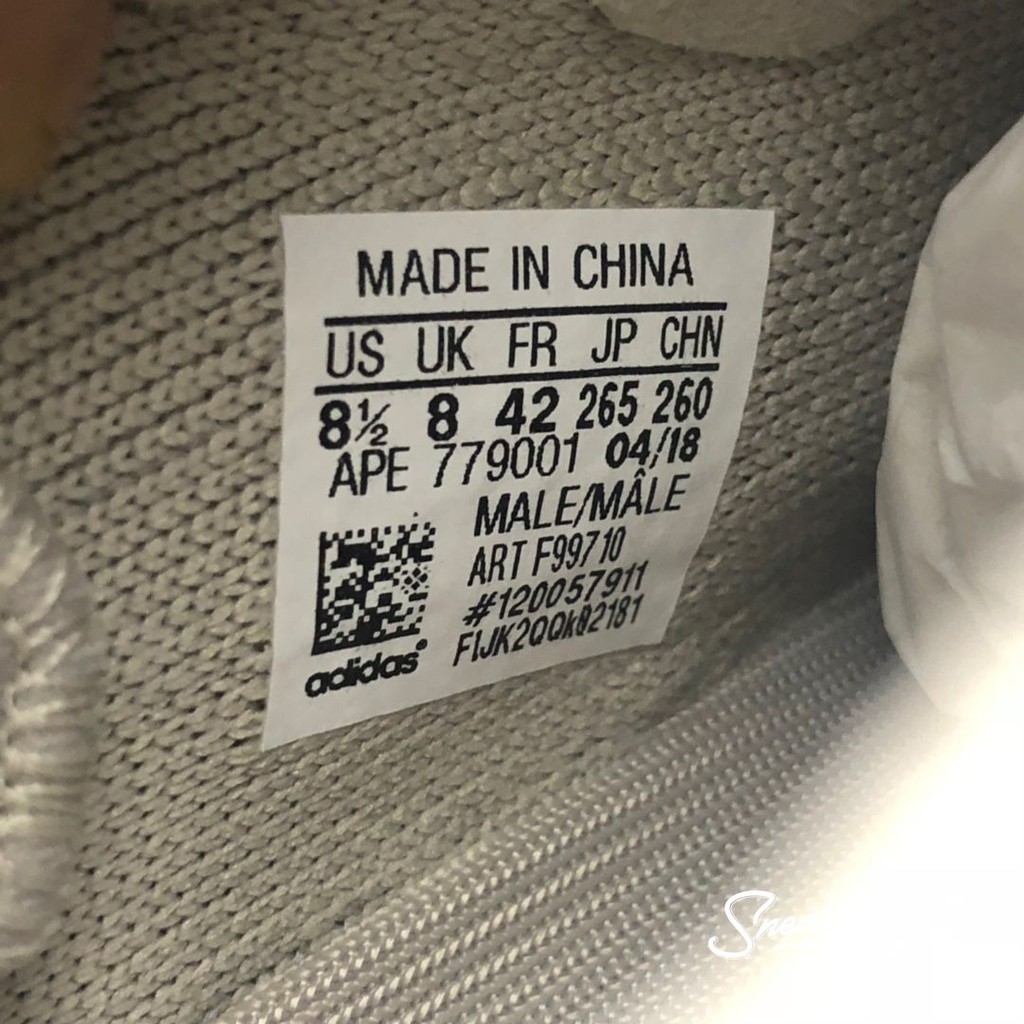 MADE IN CHINA
US UK FR JP CHN
8½ 8 42 265 260
APE 779001 04/18
MALE/MÂLE
ART F99710
#120057911
adidas®